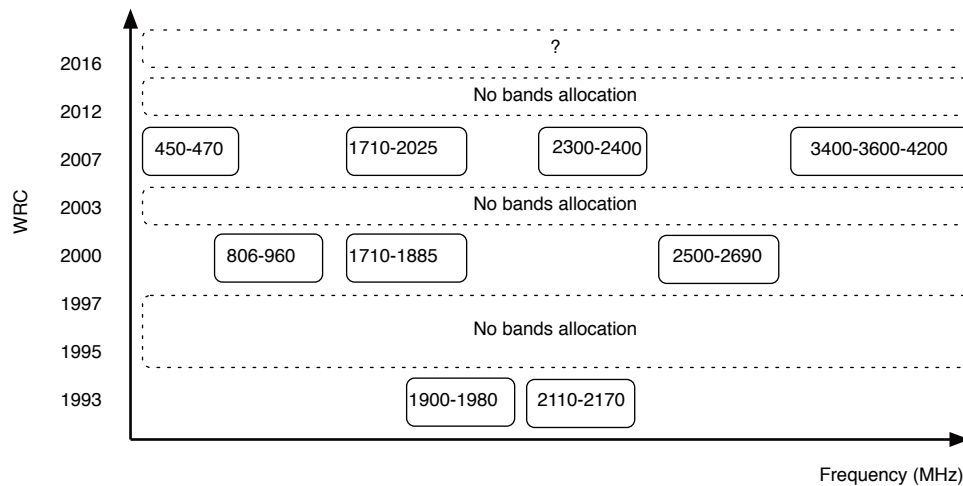 ?
2016
No bands allocation
2012
450-470 1710-2025 2300-2400 3400-3600-4200
2007
WRC
2003
No bands allocation
2000
806-960 1710-1885 2500-2690
1997
No bands allocation
1995
1993
1900-1980 2110-2170
Frequency (MHz)